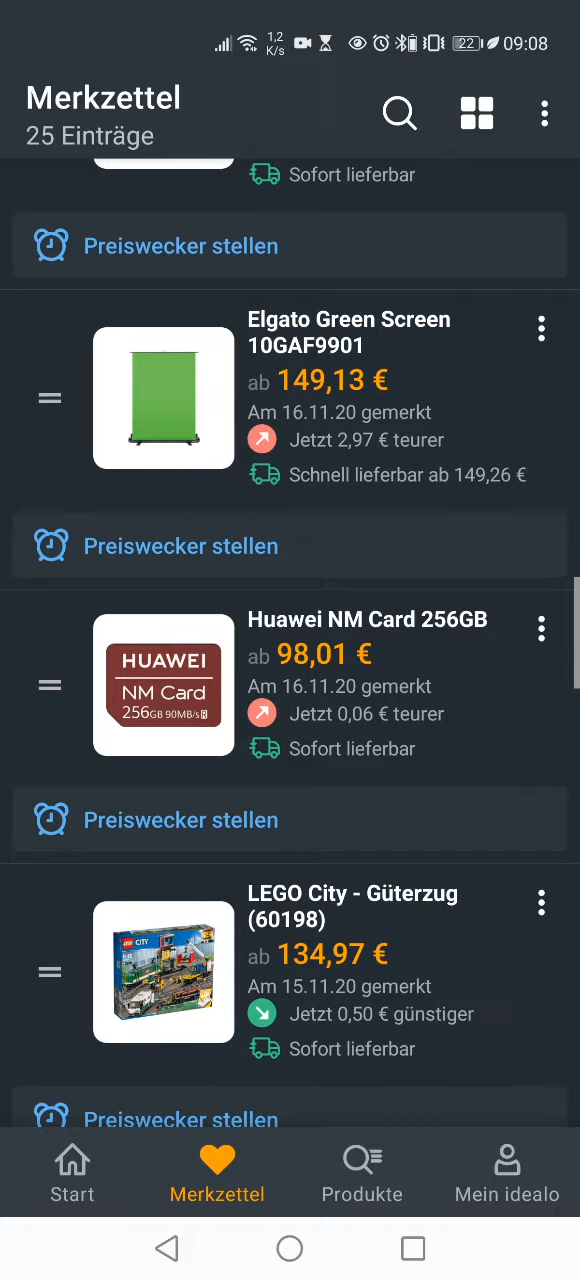 1,2
K/s
22
09:08
Merkzettel
25 Einträge
Sofort lieferbar
Preiswecker stellen
Elgato Green Screen
10GAF9901
ab 149,13 €
Am 16.11.20 gemerkt
Jetzt 2,97 € teurer
Schnell lieferbar ab 149,26 €
Preiswecker stellen
HUAWEI
NM Card
256GB 90MB/s
Huawei NM Card 256GB
ab 98,01 €
Am 16.11.20 gemerkt
Jetzt 0,06 € teurer
Sofort lieferbar
Preiswecker stellen
CITY
LEGO City - Güterzug
(60198)
ab 134,97 €
Am 15.11.20 gemerkt
Jetzt 0,50 € günstiger
Sofort lieferbar
Preiswecker stellen
Start
Merkzettel
Produkte
Mein idealo